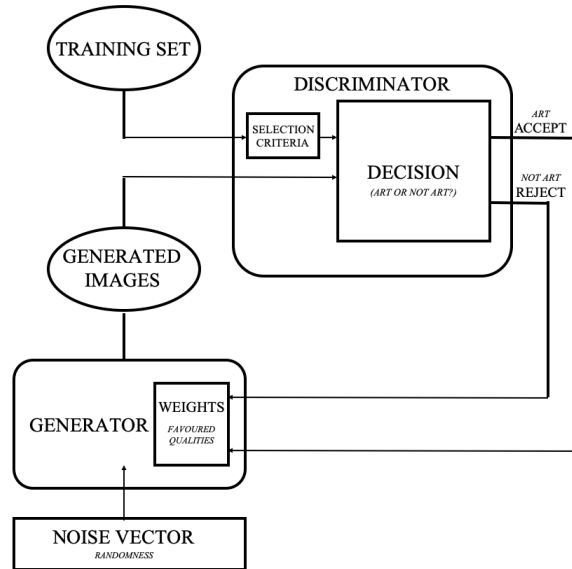 TRAINING SET
DISCRIMINATOR
SELECTION
CRITERIA
DECISION
(ART OR NOT ART?)
ART
ACCEPT
NOT ART
REJECT
GENERATED
IMAGES
GENERATOR
WEIGHTS
FAVOURED
QUALITIES
NOISE VECTOR
RANDOMNESS